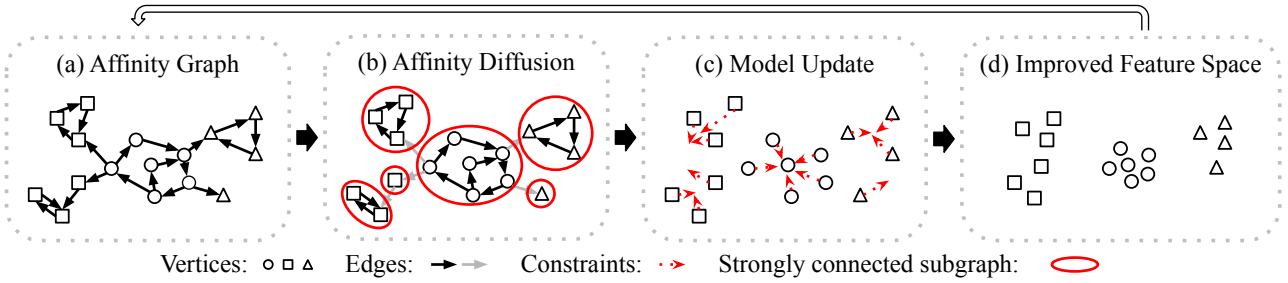 (a) Affinity Graph
(b) Affinity Diffusion
(c) Model Update
(d) Improved Feature Space
Vertices: Edges: Constraints: Strongly connected subgraph: